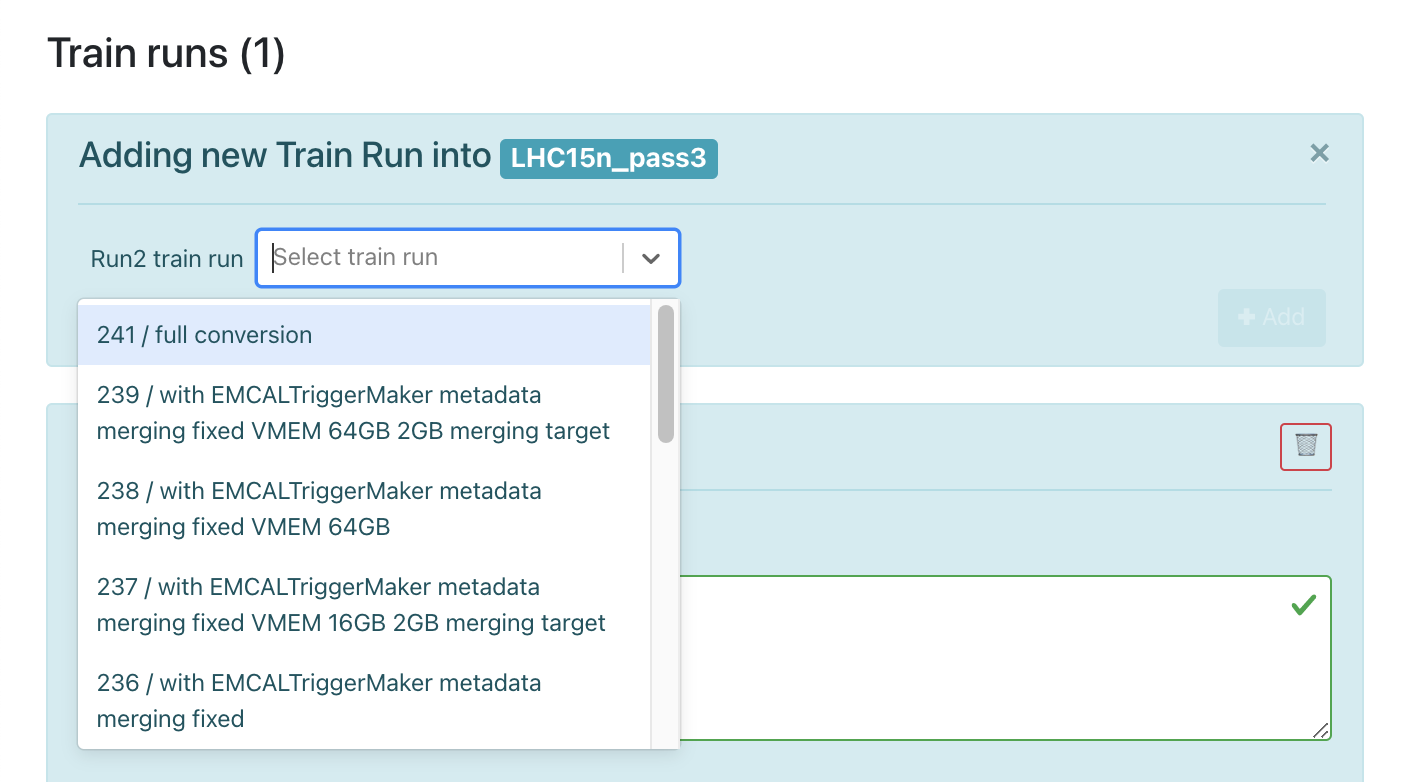 Train runs (1)
Adding new Train Run into LHC15n_pass3
Run2 train run Select train run
Add
241 / full conversion
239 / with EMCALTriggerMaker metadata
merging fixed VMEM 64GB 2GB merging target
238 / with EMCALTriggerMaker metadata
merging fixed VMEM 64GB
237 / with EMCALTriggerMaker metadata
merging fixed VMEM 16GB 2GB merging target
236 / with EMCALTriggerMaker metadata
merging fixed